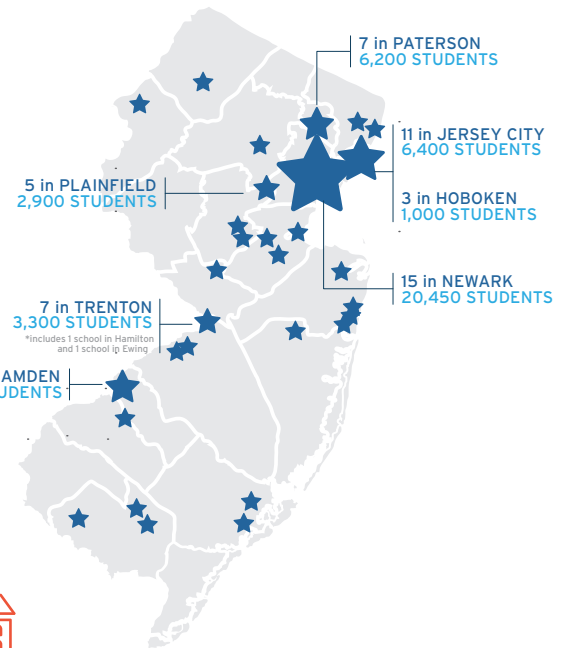 7 in PATERSON
6,200 STUDENTS
11 in JERSEY CITY
6,400 STUDENTS
5 in PLAINFIELD
2,900 STUDENTS
3 in HOBOKEN
1,000 STUDENTS
15 in NEWARK
20,450 STUDENTS
7 in TRENTON
3,300 STUDENTS
*includes 1 school in Hamilton
and 1 school in Ewing